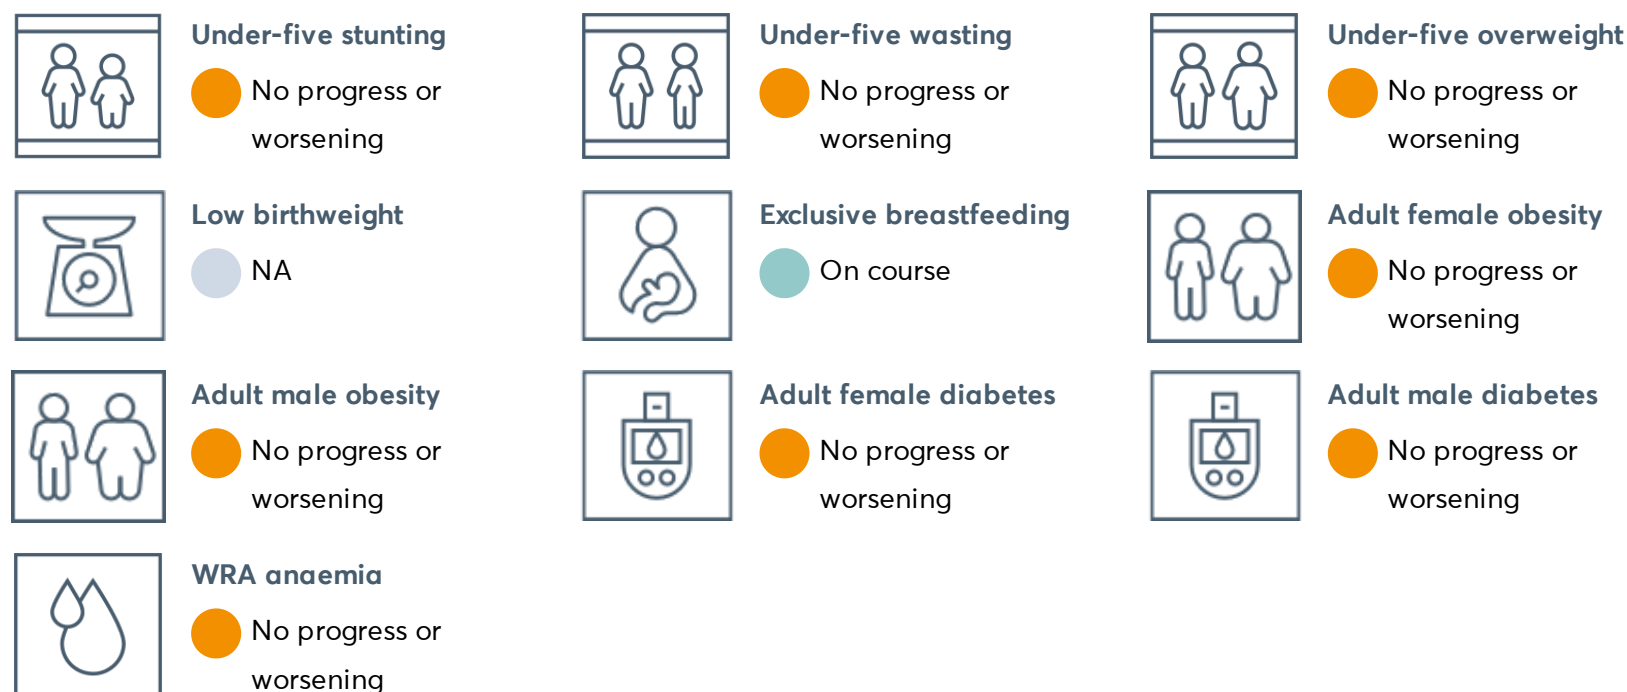 Under-five stunting
No progress or
worsening
Under-five wasting
No progress or
worsening
Under-five overweight
No progress or
worsening
Low birthweight
NA
Exclusive breastfeeding
On course
Adult female obesity
No progress or
worsening
Adult male obesity
No progress or
worsening
Adult female diabetes
No progress or
worsening
Adult male diabetes
No progress or
worsening
WRA anaemia
No progress or
worsening